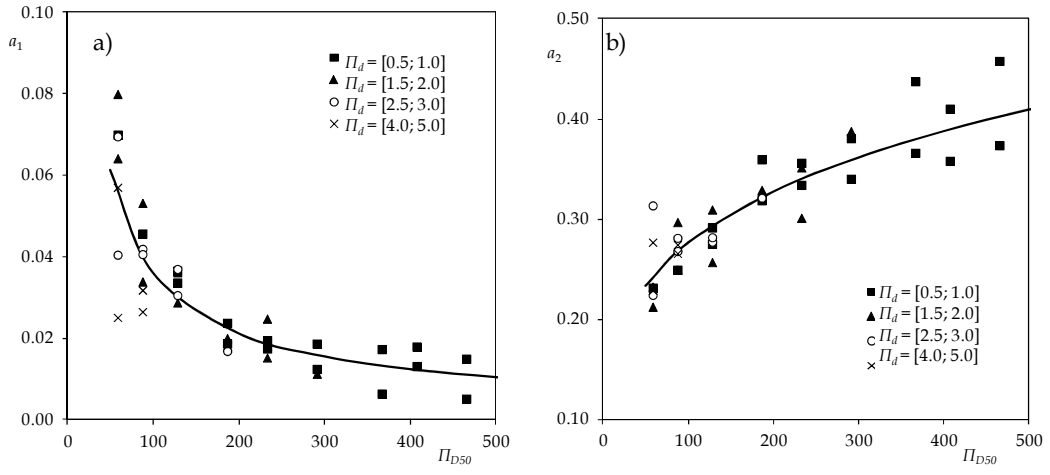 0.10
a1
a)
■ Πd = [0.5; 1.0]
▲ Πd = [1.5; 2.0]
○ Πd = [2.5; 3.0]
× Πd = [4.0; 5.0]
0.08
0.06
0.04
0.02
0.00
0 100 200 300 400 500
ΠD50
0.50
a2
b)
0.40
0.30
0.20
0.10
■ Πd = [0.5; 1.0]
▲ Πd = [1.5; 2.0]
○ Πd = [2.5; 3.0]
× Πd = [4.0; 5.0]
0 100 200 300 400 500
ΠD50